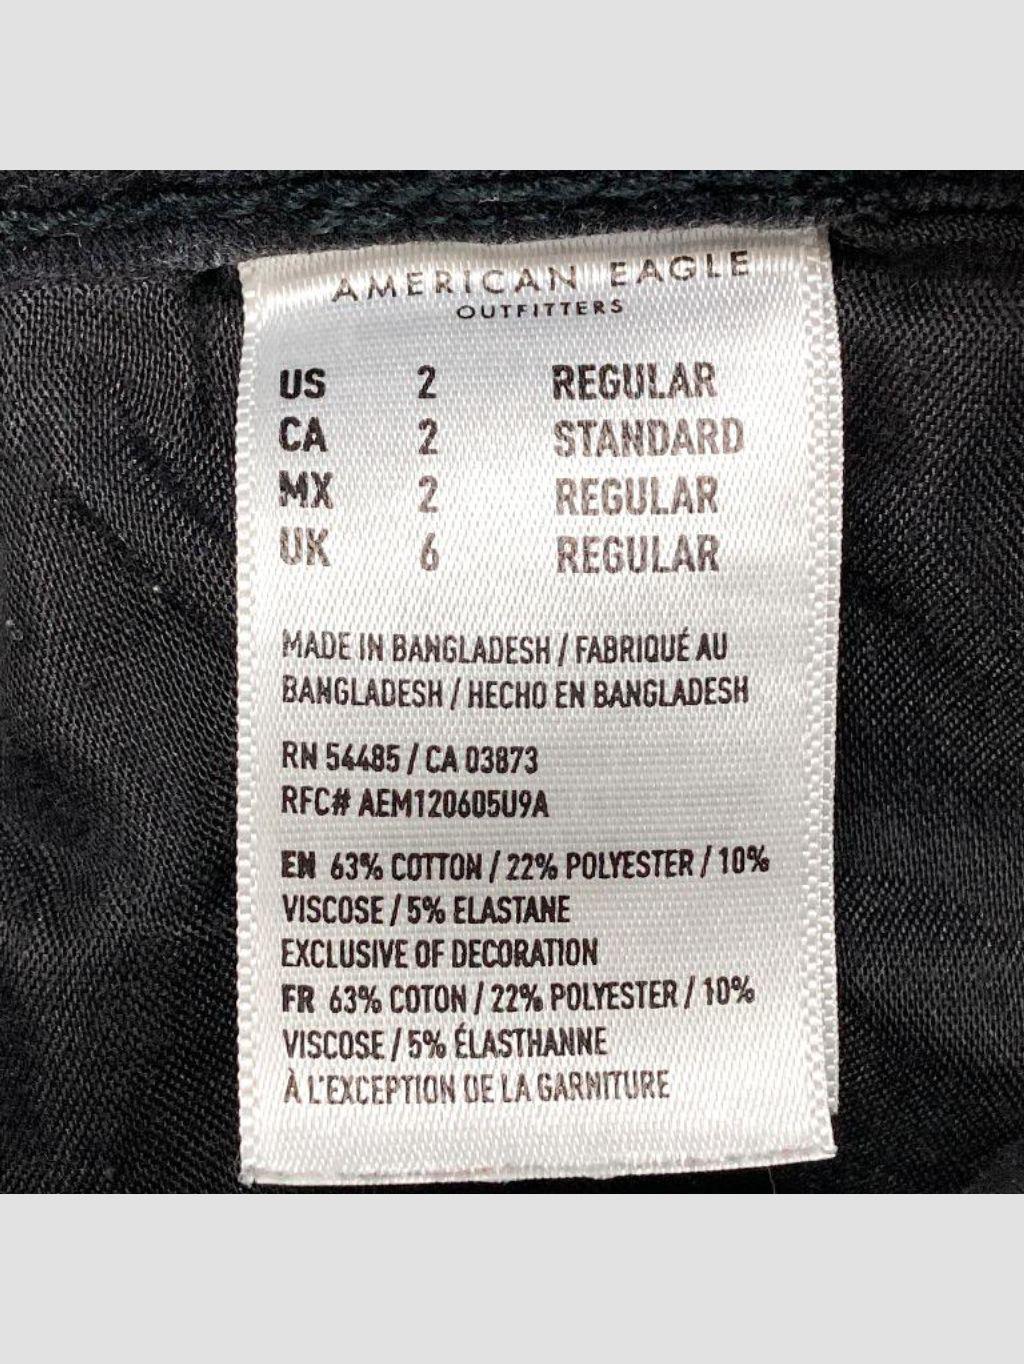 AMERICAN EAGLE
OUTFITTERS
US 2 REGULAR
CA 2 STANDARD
MX 2 REGULAR
UK 6 REGULAR
MADE IN BANGLADESH / FABRIQUÉ AU
BANGLADESH / HECHO EN BANGLADESH
RN 54485 / CA 03873
RFC# AEM120605U9A
EN 63% COTTON / 22% POLYESTER / 10%
VISCOSE / 5% ELASTANE
EXCLUSIVE OF DECORATION
FR 63% COTON / 22% POLYESTER / 10%
VISCOSE / 5% ÉLASTHANNE
À L'EXCEPTION DE LA GARNITURE